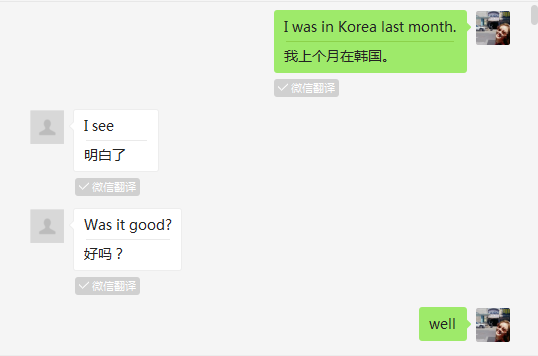 I was in Korea last month.
我上个月在韩国。
微信翻译
I see
明白了
微信翻译
Was it good?
好吗？
微信翻译
well